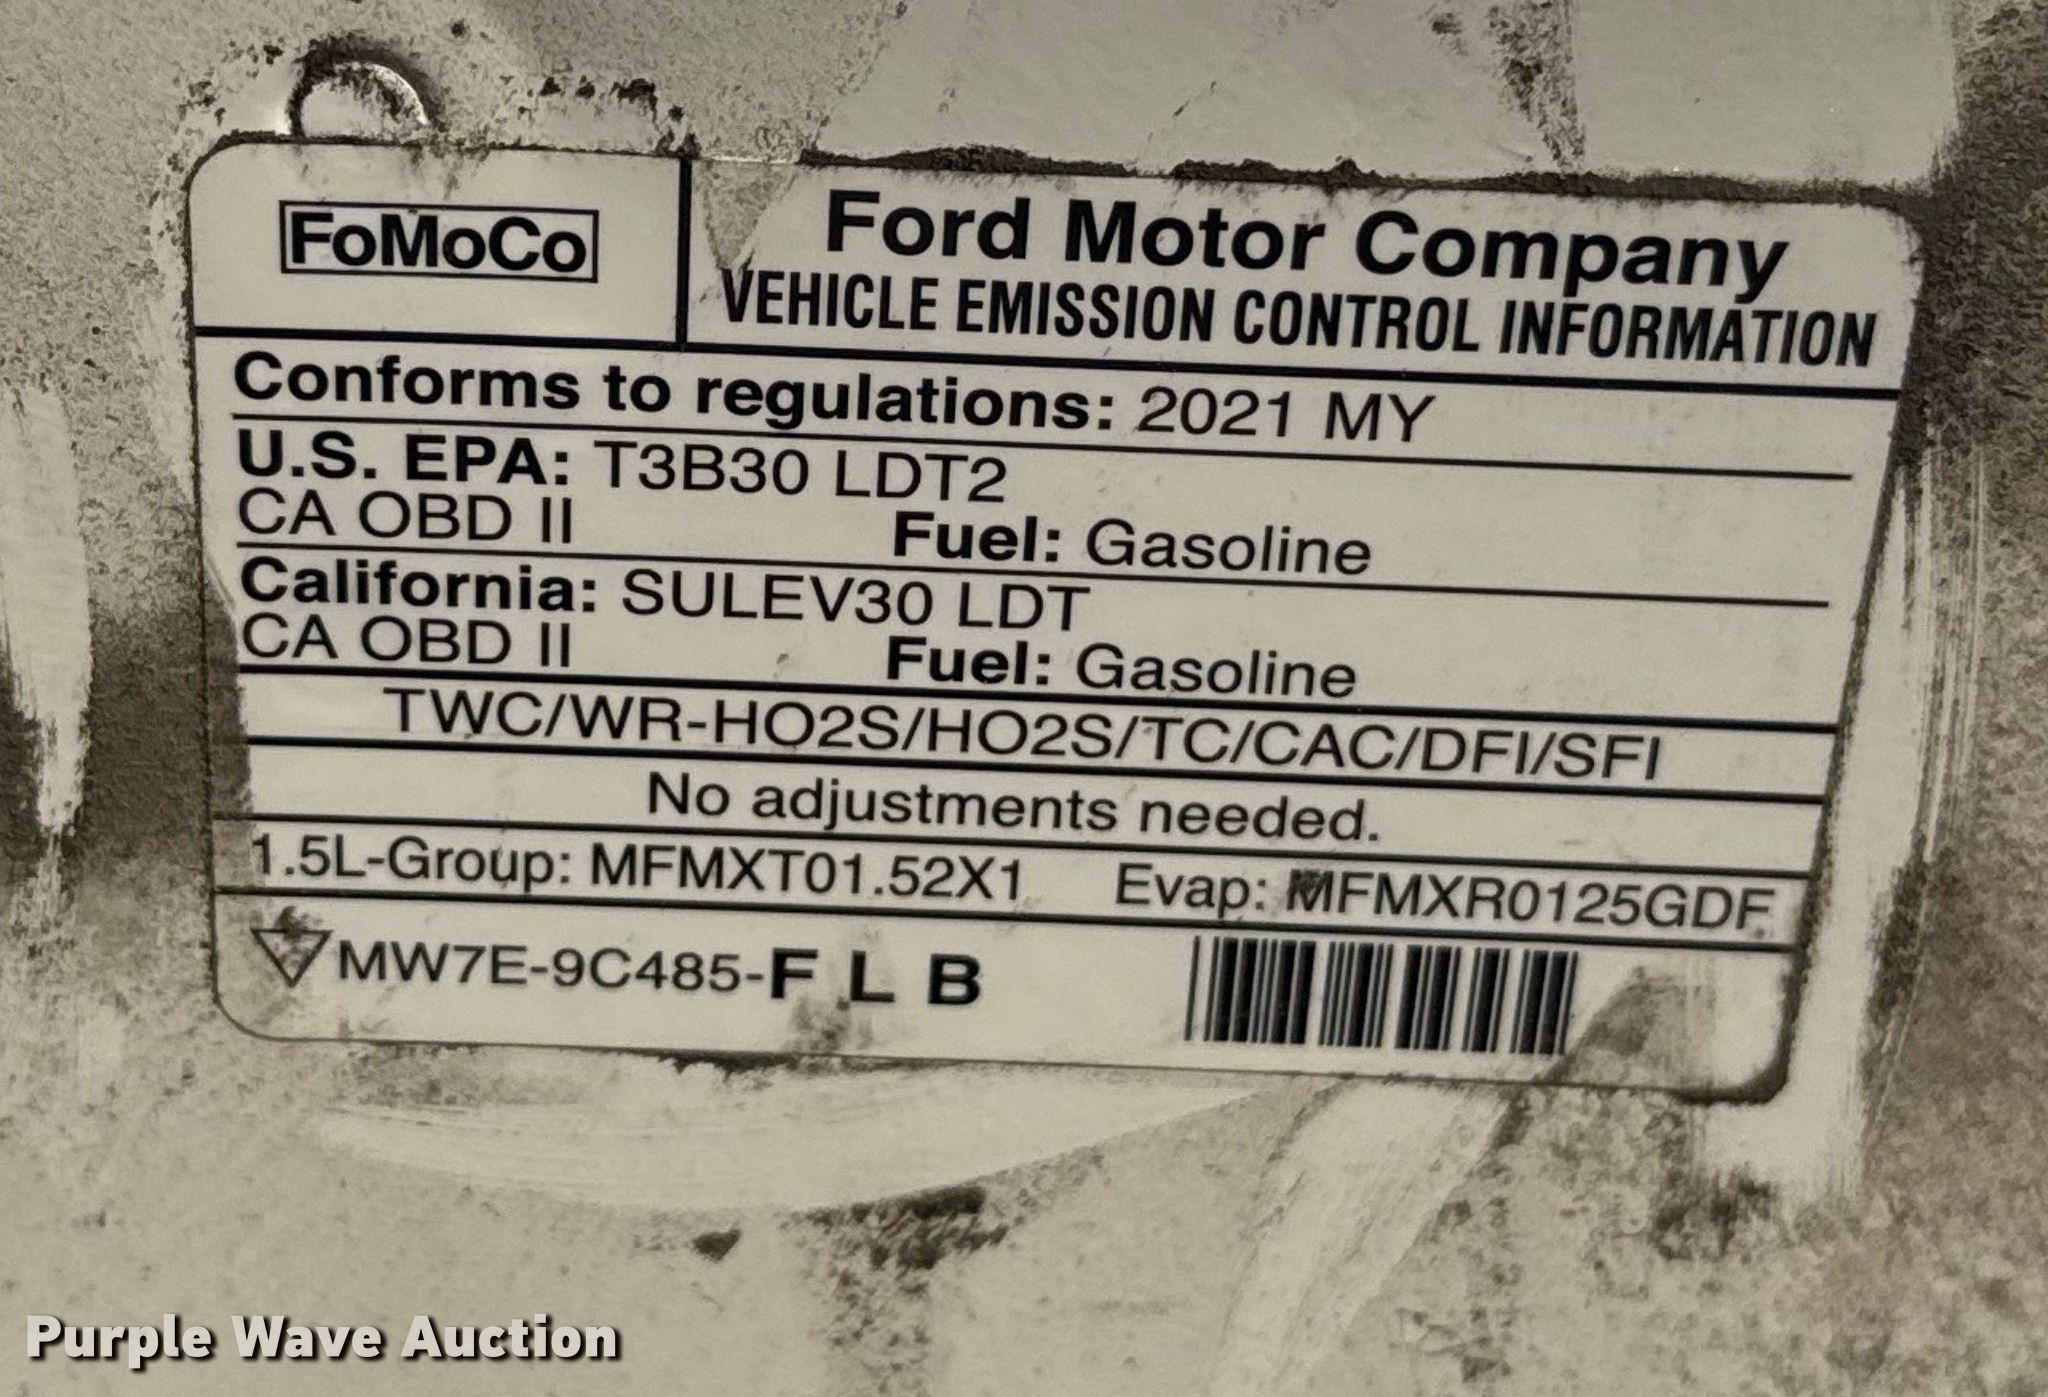 FoMoCo
Ford Motor Company
VEHICLE EMISSION CONTROL INFORMATION
Conforms to regulations: 2021 MY
U.S. EPA: T3B30 LDT2
CA OBD II Fuel: Gasoline
California: SULEV30 LDT
CA OBD II Fuel: Gasoline
TWC/WR-HO2S/HO2S/TC/CAC/DFI/SFI
No adjustments needed.
1.5L-Group: MFMXT01.52X1 Evap: MFMXR0125GDF
MW7E-9C485-F L B
Purple Wave Auction